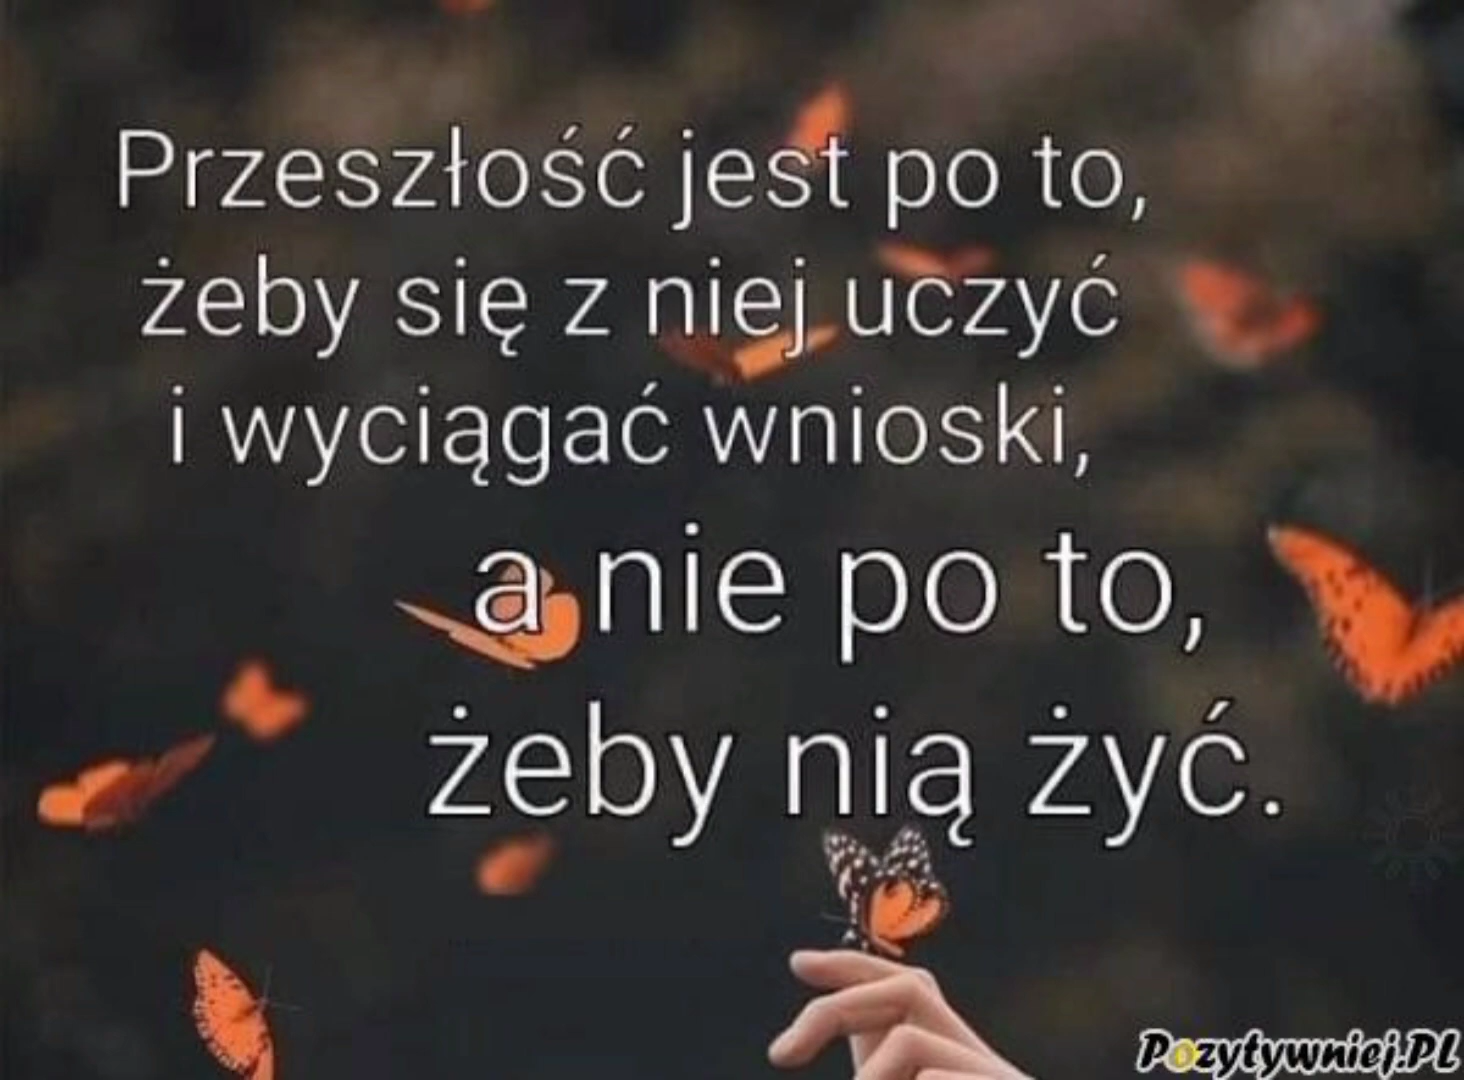 Przeszłość jest po to,
żeby się z niej uczyć
i wyciągać wnioski,
a nie po to,
żeby nią żyć.
Pozytywniej.PL